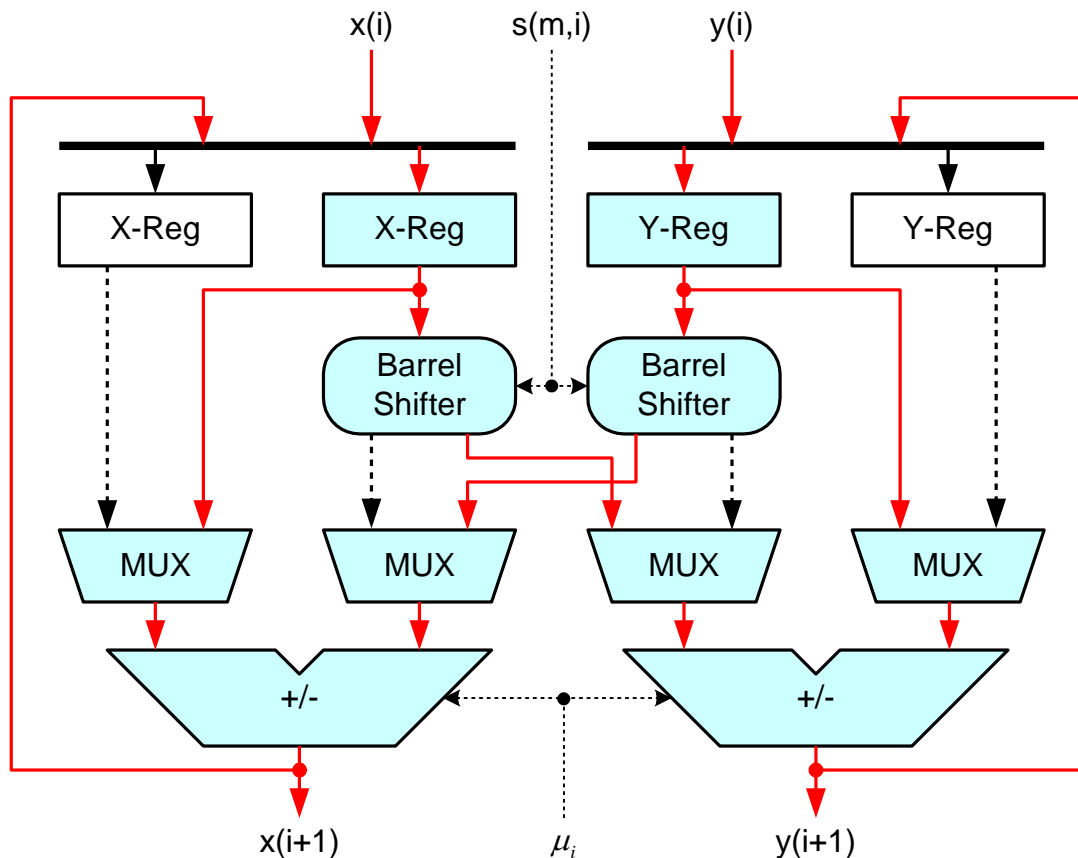 x(i) s(m,i) y(i)
X-Reg X-Reg Y-Reg Y-Reg
Barrel
Shifter
Barrel
Shifter
MUX MUX MUX MUX
+/- +/-
x(i+1) μᵢ y(i+1)